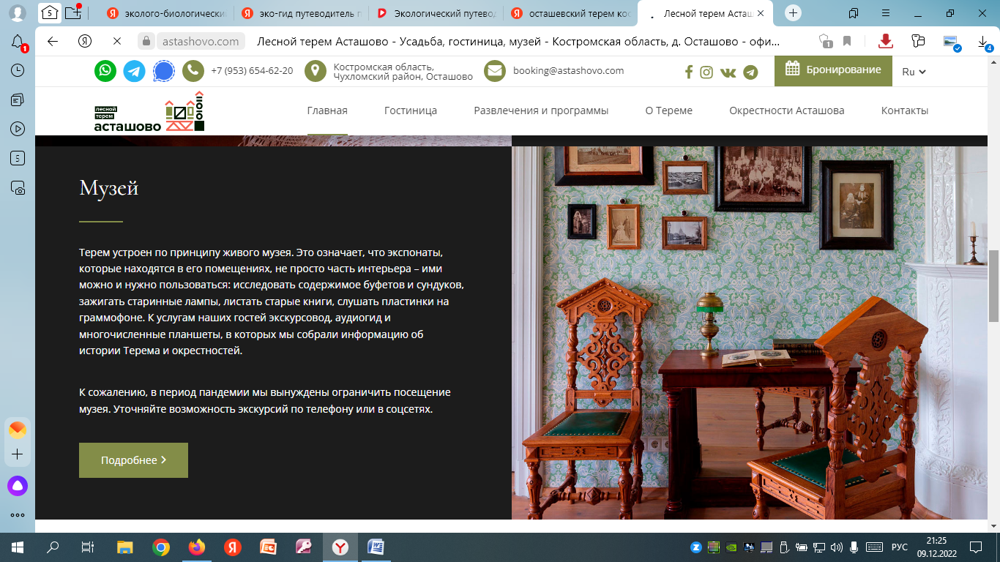 эколого-биологически
эко-гид путеводитель п
Экологический путевод
осташевский терем кос
Лесной терем Асташ
1
astashovo.com
Лесной терем Асташово - Усадьба, гостиница, музей - Костромская область, д. Осташово - офи...
1
4
5
+7 (953) 654-62-20
Костромская область,
Чухломский район, Осташово
booking@astashovo.com
Бронирование
Ru
лесной
терем
асташово
Главная
Гостиница
Развлечения и программы
О Тереме
Окрестности Асташова
Контакты
Музей
Терем устроен по принципу живого музея. Это означает, что экспонаты,
которые находятся в его помещениях, не просто часть интерьера – ими
можно и нужно пользоваться: исследовать содержимое буфетов и сундуков,
зажигать старинные лампы, листать старые книги, слушать пластинки на
граммофоне. К услугам наших гостей экскурсовод, аудиогид и
многочисленные планшеты, в которых мы собрали информацию об
истории Терема и окрестностей.
К сожалению, в период пандемии мы вынуждены ограничить посещение
музея. Уточняйте возможность экскурсий по телефону или в соцсетях.
Подробнее
РУС
21:25
09.12.2022